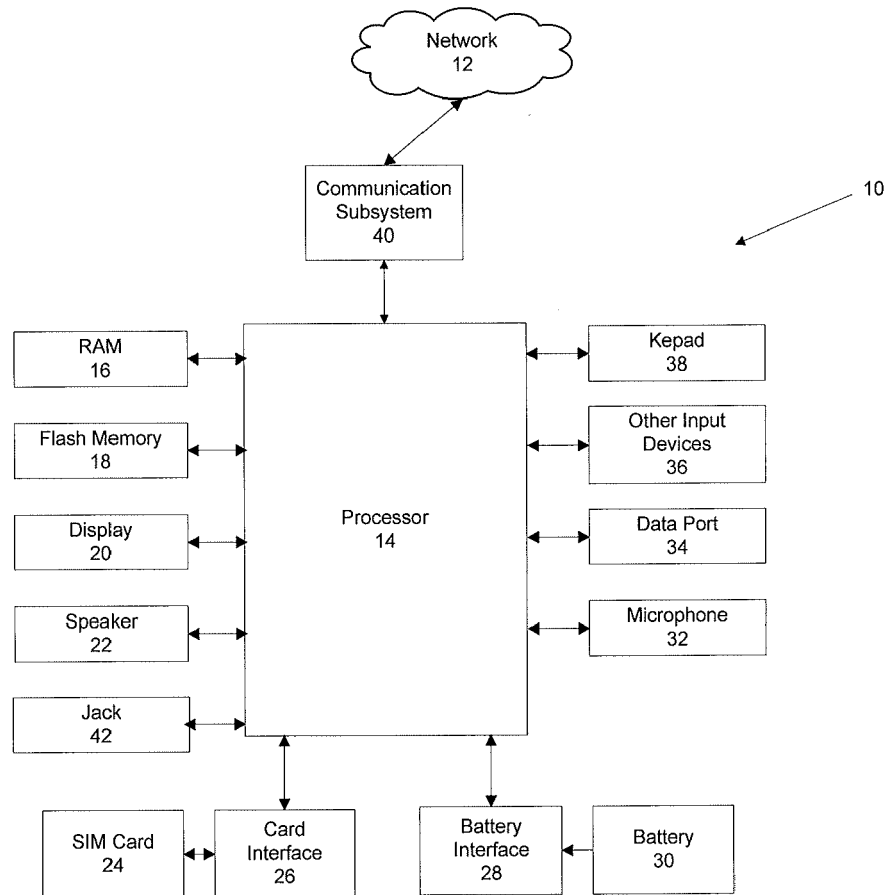 Network
12
Communication
Subsystem
40
10
RAM
16
Kepad
38
Flash Memory
18
Other Input
Devices
36
Display
20
Processor
14
Data Port
34
Speaker
22
Microphone
32
Jack
42
SIM Card
24
Card
Interface
26
Battery
Interface
28
Battery
30